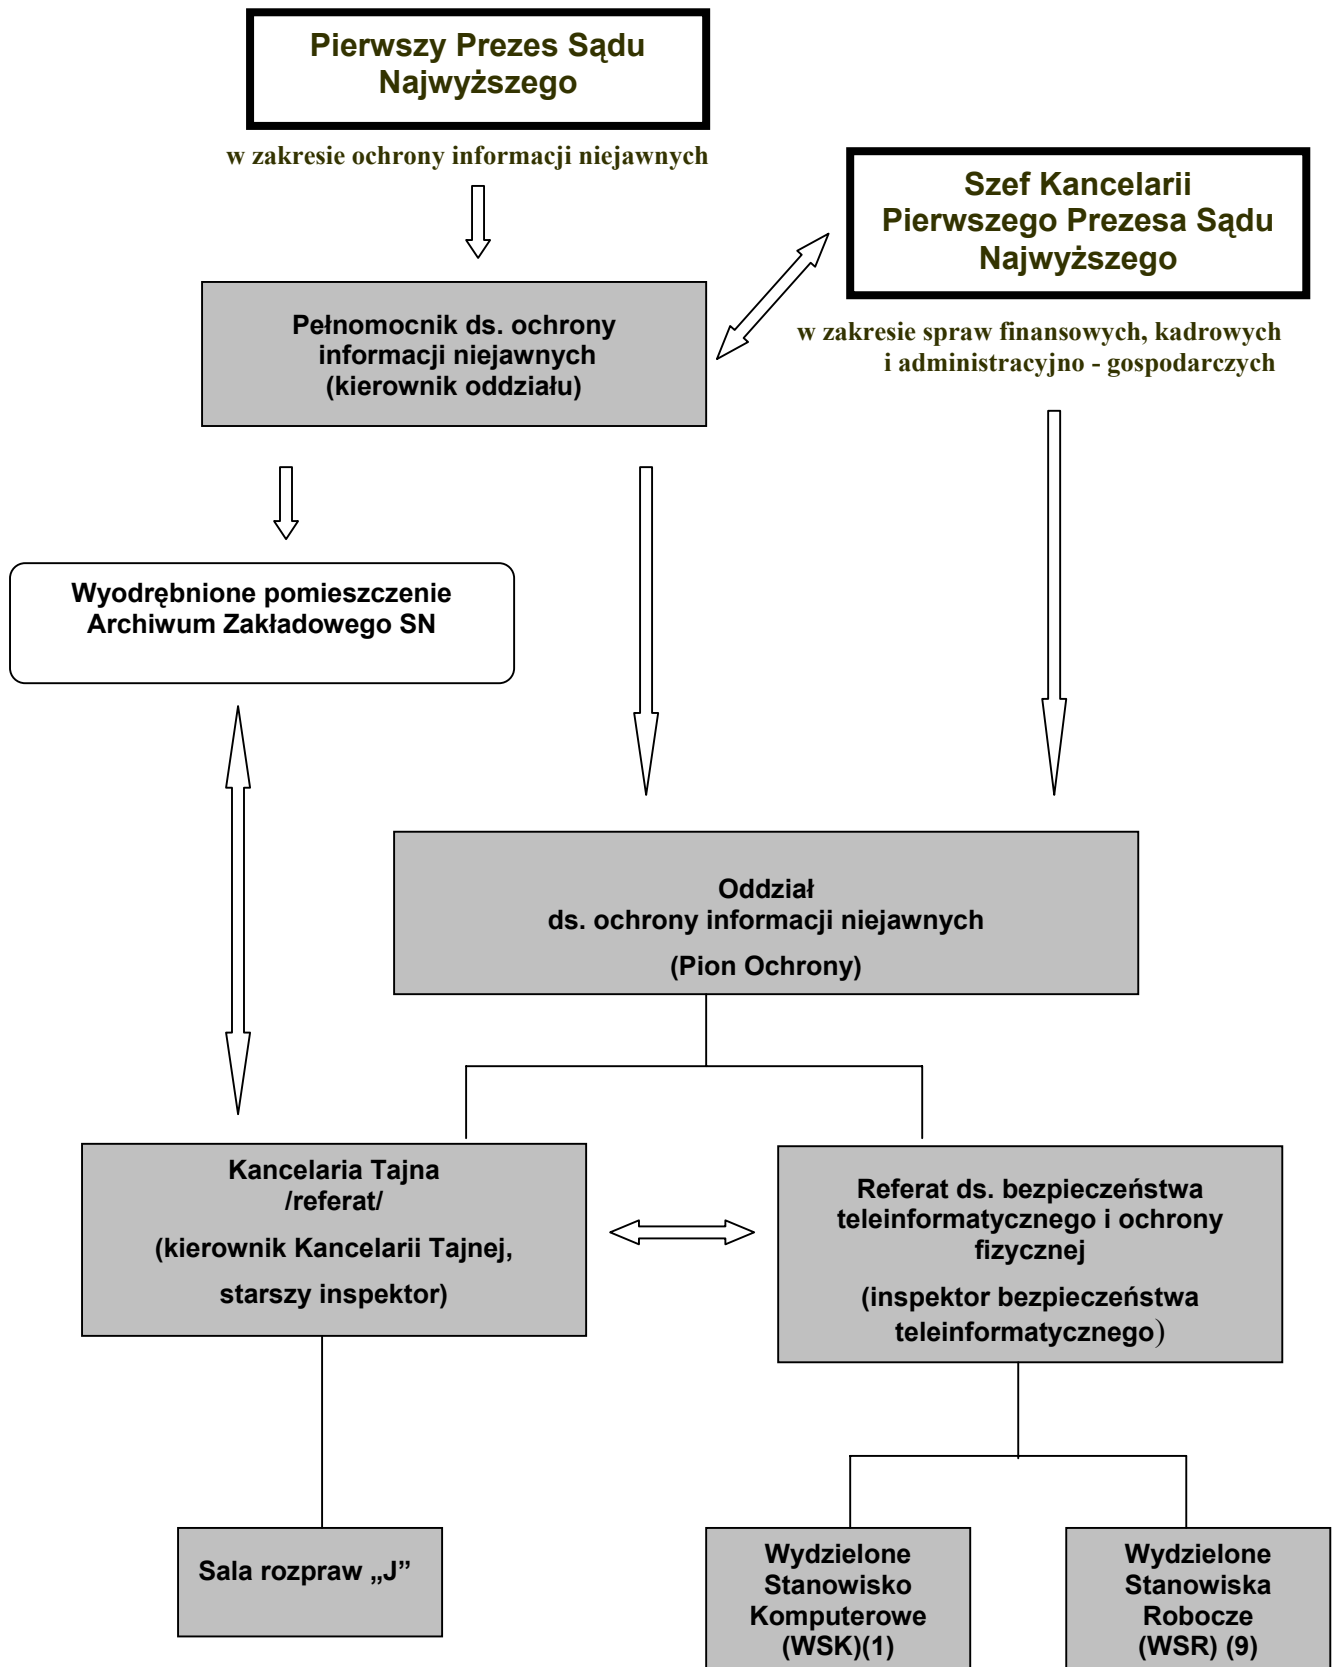 Pierwszy Prezes Sądu
Najwyższego
w zakresie ochrony informacji niejawnych
Szef Kancelarii
Pierwszego Prezesa Sądu
Najwyższego
w zakresie spraw finansowych, kadrowych
i administracyjno - gospodarczych
Pełnomocnik ds. ochrony
informacji niejawnych
(kierownik oddziału)
Wyodrębnione pomieszczenie
Archiwum Zakładowego SN
Oddział
ds. ochrony informacji niejawnych
(Pion Ochrony)
Kancelaria Tajna
/referat/
(kierownik Kancelarii Tajnej,
starszy inspektor)
Referat ds. bezpieczeństwa
teleinformatycznego i ochrony
fizycznej
(inspektor bezpieczeństwa
teleinformatycznego)
Sala rozpraw „J”
Wydzielone
Stanowisko
Komputerowe
(WSK)(1)
Wydzielone
Stanowiska
Robocze
(WSR) (9)